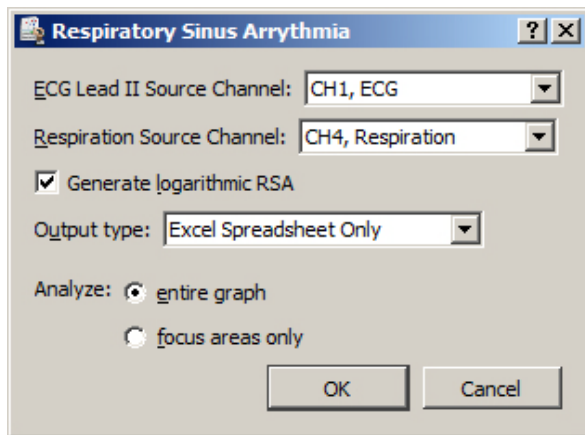 Respiratory Sinus Arrythmia
ECG Lead II Source Channel: CH1, ECG
Respiration Source Channel: CH4, Respiration
Generate logarithmic RSA
Output type: Excel Spreadsheet Only
Analyze: entire graph
focus areas only
OK Cancel